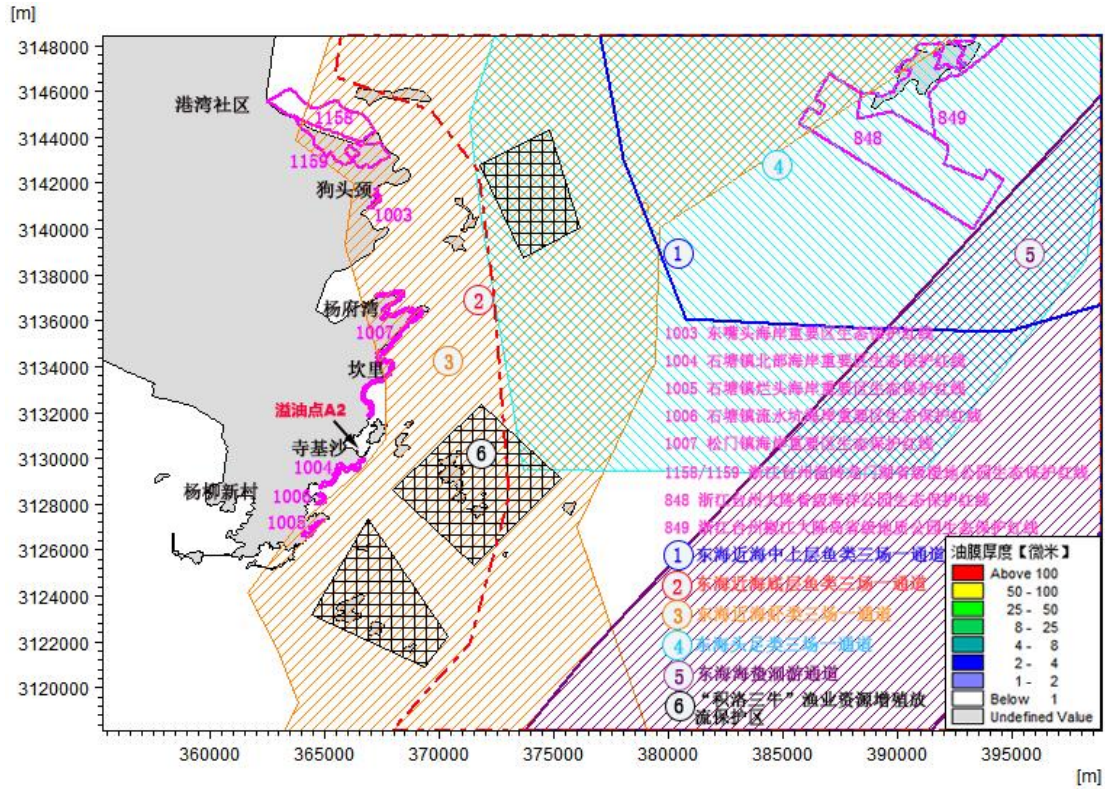 [m]
3148000
3146000
3144000
3142000
3140000
3138000
3136000
3134000
3132000
3130000
3128000
3126000
3124000
3122000
3120000
港湾社区
1158
1159
狗头颈
1003
杨府湾
1007
坎里
溢油点A2
寺基沙
1004
杨柳新村
1006
1005
848
849
1
2
3
4
5
6
1003 东嘴头海岸重要区生态保护红线
1004 石塘镇北部海岸重要区生态保护红线
1005 石塘镇烂头海岸重要区生态保护红线
1006 石塘镇流水坑海岸重要区生态保护红线
1007 松门镇海岸重要区生态保护红线
1158/1159 浙江台州温岭龙门湖省级湿地公园生态保护红线
848 浙江台州大陈省级海洋公园生态保护红线
849 浙江台州椒江大陈岛省级地质公园生态保护红线
1 东海近海中上层鱼类三场一通道
2 东海近海底层鱼类三场一通道
3 东海近海虾类三场一通道
4 东海头足类三场一通道
5 东海海蜇洄游通道
6 “积洛三牛”渔业资源增殖放
流保护区
油膜厚度【微米】
Above 100
50 - 100
25 - 50
8 - 25
4 - 8
2 - 4
1 - 2
Below 1
Undefined Value
360000
365000
370000
375000
380000
385000
390000
395000
[m]